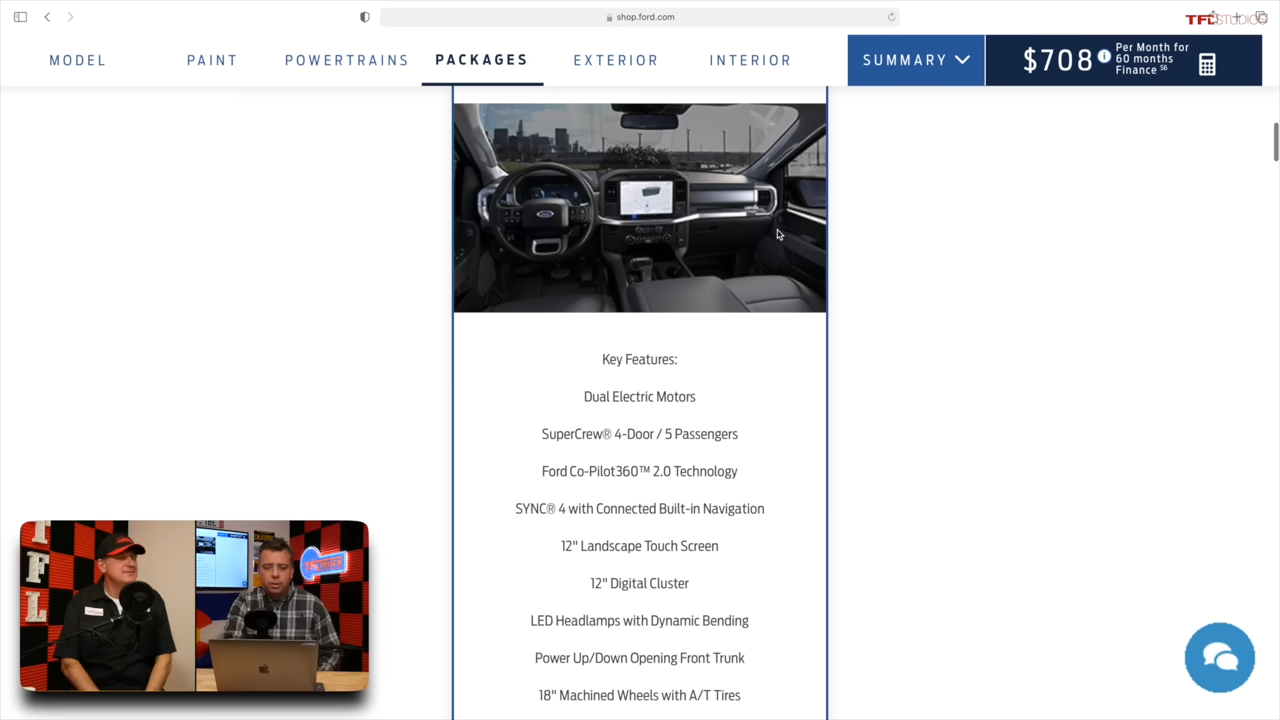 shop.ford.com
TFLSTUDIOS
MODEL
PAINT
POWERTRAINS
PACKAGES
EXTERIOR
INTERIOR
SUMMARY
$708
Per Month for
60 months
Finance 56
Key Features:
Dual Electric Motors
SuperCrew® 4-Door / 5 Passengers
Ford Co-Pilot360™ 2.0 Technology
SYNC® 4 with Connected Built-in Navigation
12" Landscape Touch Screen
12" Digital Cluster
LED Headlamps with Dynamic Bending
Power Up/Down Opening Front Trunk
18" Machined Wheels with A/T Tires
F
L